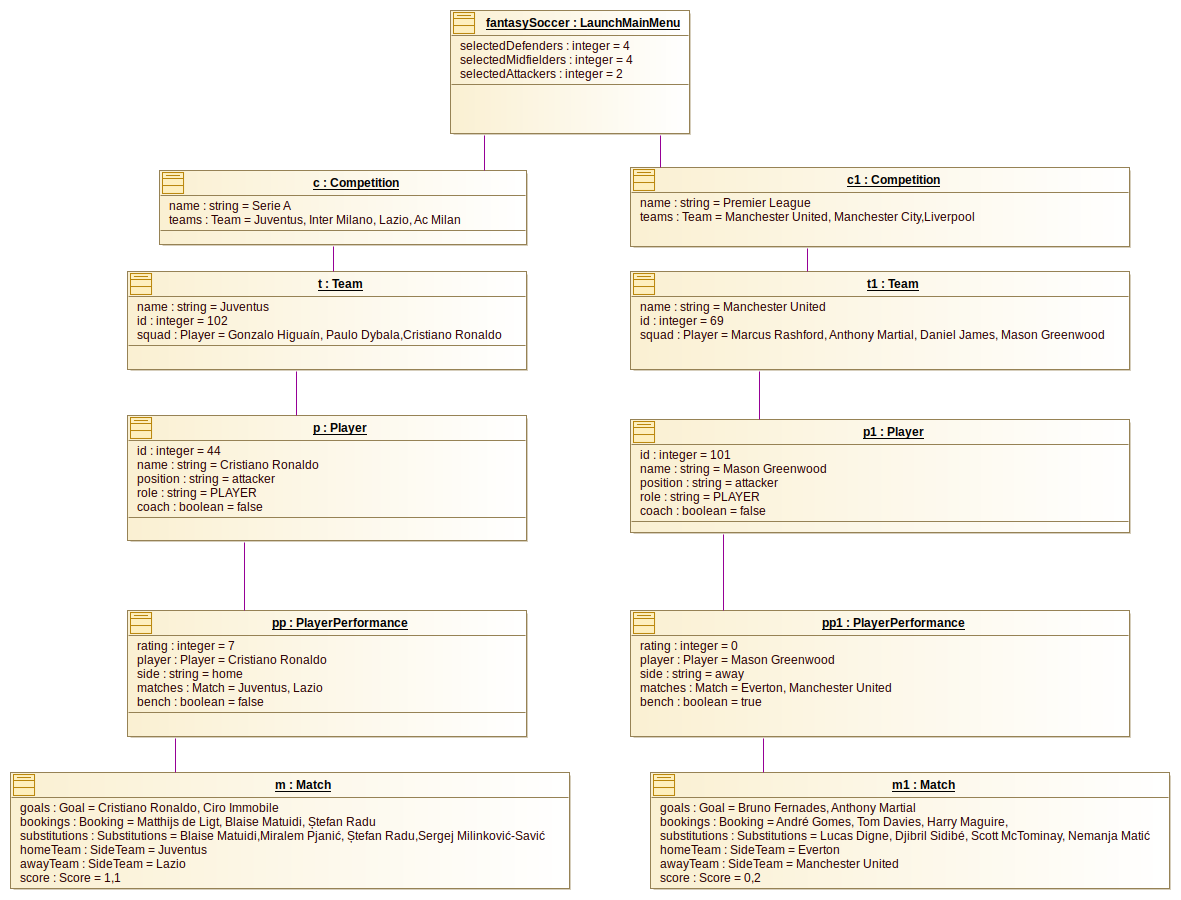 fantasySoccer : LaunchMainMenu
selectedDefenders : integer = 4
selectedMidfielders : integer = 4
selectedAttackers : integer = 2
c : Competition
name : string = Serie A
teams : Team = Juventus, Inter Milano, Lazio, Ac Milan
c1 : Competition
name : string = Premier League
teams : Team = Manchester United, Manchester City,Liverpool
t : Team
name : string = Juventus
id : integer = 102
squad : Player = Gonzalo Higuaín, Paulo Dybala,Cristiano Ronaldo
t1 : Team
name : string = Manchester United
id : integer = 69
squad : Player = Marcus Rashford, Anthony Martial, Daniel James, Mason Greenwood
p : Player
id : integer = 44
name : string = Cristiano Ronaldo
position : string = attacker
role : string = PLAYER
coach : boolean = false
p1 : Player
id : integer = 101
name : string = Mason Greenwood
position : string = attacker
role : string = PLAYER
coach : boolean = false
pp : PlayerPerformance
rating : integer = 7
player : Player = Cristiano Ronaldo
side : string = home
matches : Match = Juventus, Lazio
bench : boolean = false
pp1 : PlayerPerformance
rating : integer = 0
player : Player = Mason Greenwood
side : string = away
matches : Match = Everton, Manchester United
bench : boolean = true
m : Match
goals : Goal = Cristiano Ronaldo, Ciro Immobile
bookings : Booking = Matthijs de Ligt, Blaise Matuidi, Ștefan Radu
substitutions : Substitutions = Blaise Matuidi,Miralem Pjanić, Ștefan Radu,Sergej Milinković-Savić
homeTeam : SideTeam = Juventus
awayTeam : SideTeam = Lazio
score : Score = 1,1
m1 : Match
goals : Goal = Bruno Fernades, Anthony Martial
bookings : Booking = André Gomes, Tom Davies, Harry Maguire,
substitutions : Substitutions = Lucas Digne, Djibril Sidibé, Scott McTominay, Nemanja Matić
homeTeam : SideTeam = Everton
awayTeam : SideTeam = Manchester United
score : Score = 0,2